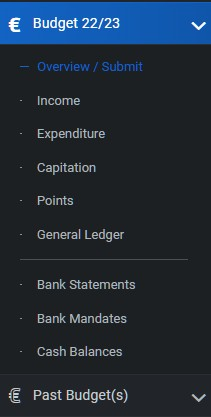 € Budget 22/23
Overview / Submit
Income
Expenditure
Capitation
Points
General Ledger
Bank Statements
Bank Mandates
Cash Balances
€ Past Budget(s)